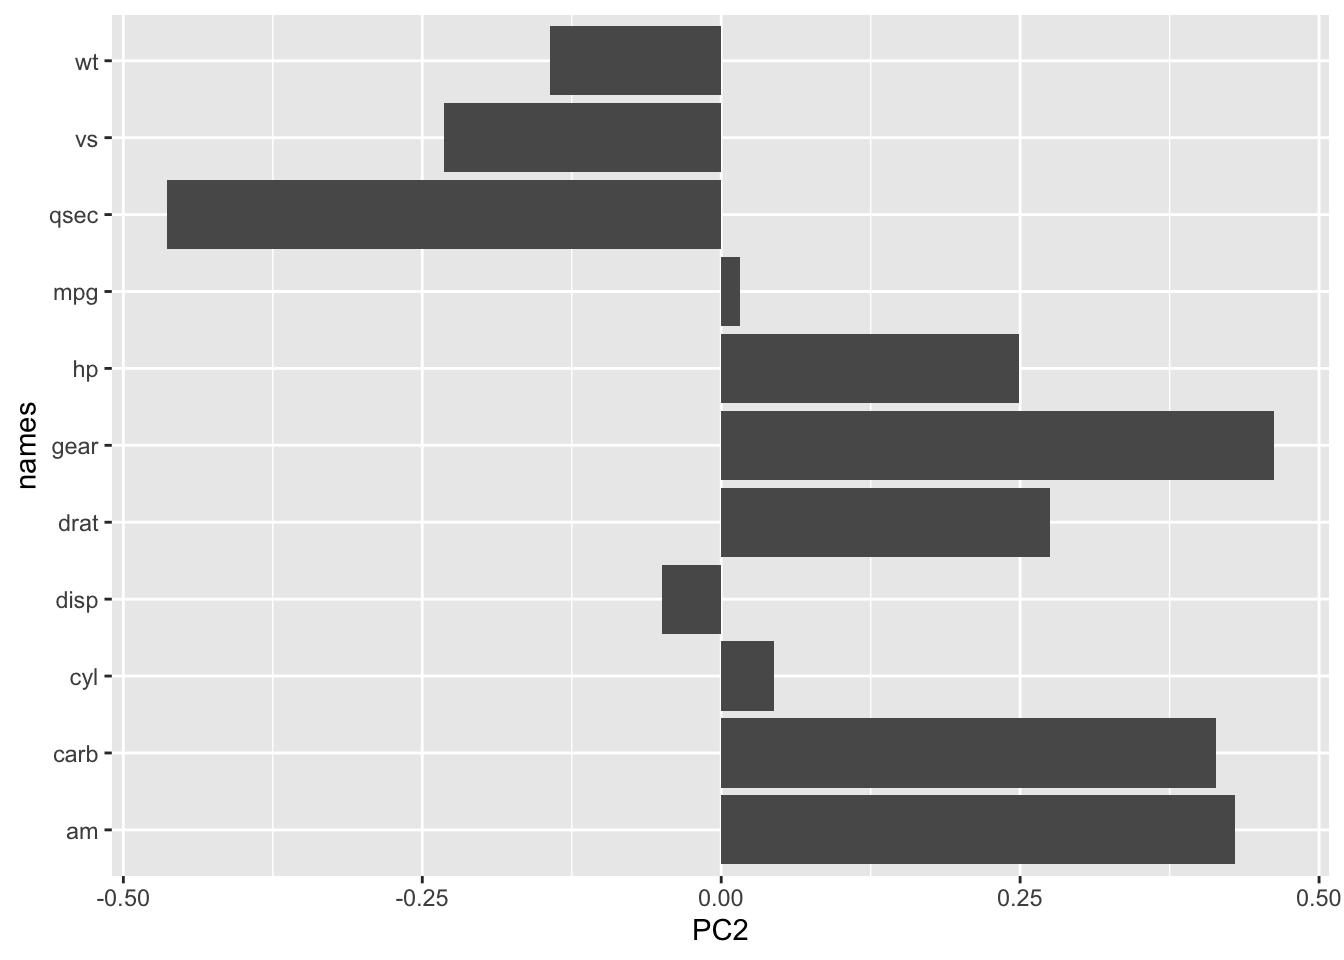 wt
vs
qsec
mpg
hp
gear
drat
disp
cyl
carb
am
names
-0.50 -0.25 0.00 0.25 0.50
PC2